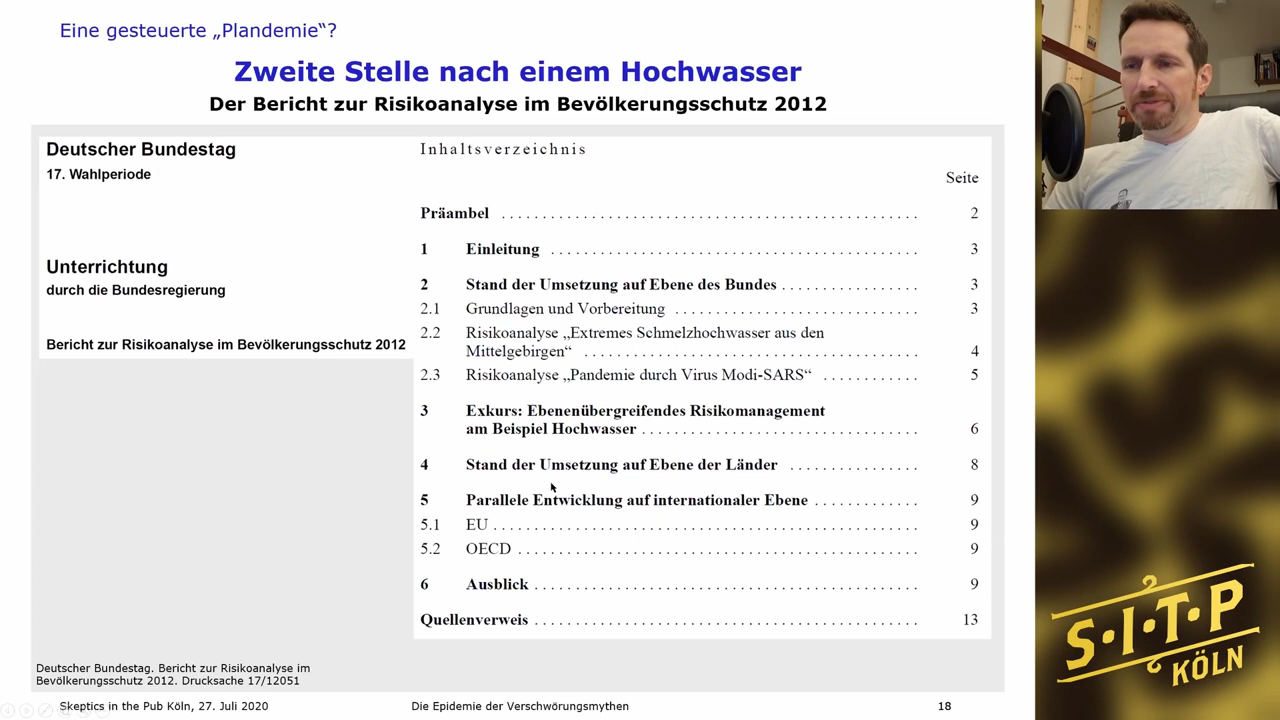 Eine gesteuerte „Plandemie“?
Zweite Stelle nach einem Hochwasser
Der Bericht zur Risikoanalyse im Bevölkerungsschutz 2012
Deutscher Bundestag
17. Wahlperiode
Unterrichtung
durch die Bundesregierung
Bericht zur Risikoanalyse im Bevölkerungsschutz 2012
Inhaltsverzeichnis
Seite
Präambel 2
1 Einleitung 3
2 Stand der Umsetzung auf Ebene des Bundes 3
2.1 Grundlagen und Vorbereitung 3
2.2 Risikoanalyse „Extremes Schmelzhochwasser aus den
Mittelgebirgen“ 4
2.3 Risikoanalyse „Pandemie durch Virus Modi-SARS“ 5
3 Exkurs: Ebenenübergreifendes Risikomanagement
am Beispiel Hochwasser 6
4 Stand der Umsetzung auf Ebene der Länder 8
5 Parallele Entwicklung auf internationaler Ebene 9
5.1 EU 9
5.2 OECD 9
6 Ausblick 9
Quellenverweis 13
Deutscher Bundestag. Bericht zur Risikoanalyse im
Bevölkerungsschutz 2012. Drucksache 17/12051
Skeptics in the Pub Köln, 27. Juli 2020
Die Epidemie der Verschwörungsmythen
18
S·I·T·P
KÖLN